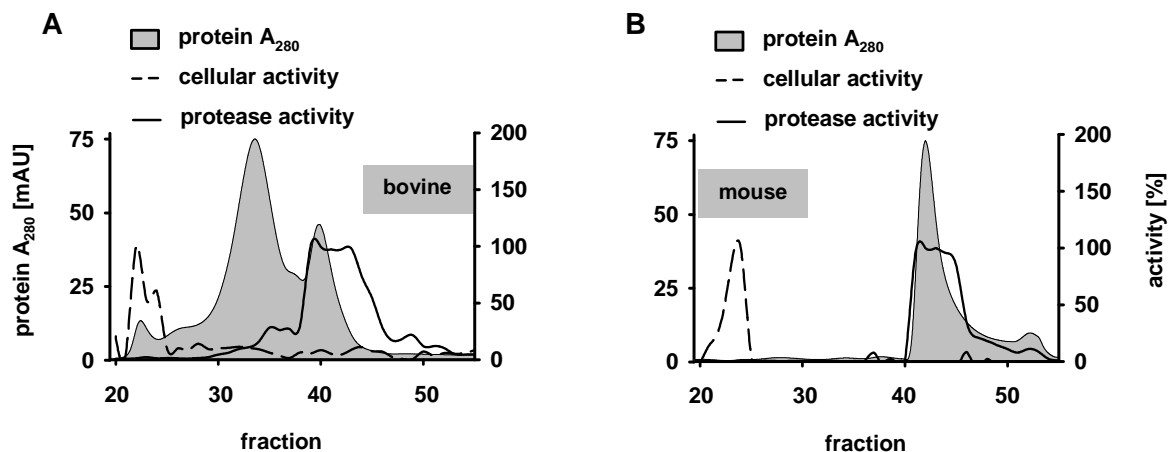 A
protein A₂₈₀
cellular activity
protease activity
protein A₂₈₀ [mAU]
75
50
25
0
200
150
100
50
0
bovine
20
30
40
50
fraction
B
protein A₂₈₀
cellular activity
protease activity
75
50
25
0
200
150
100
50
0
mouse
activity [%]
20
30
40
50
fraction